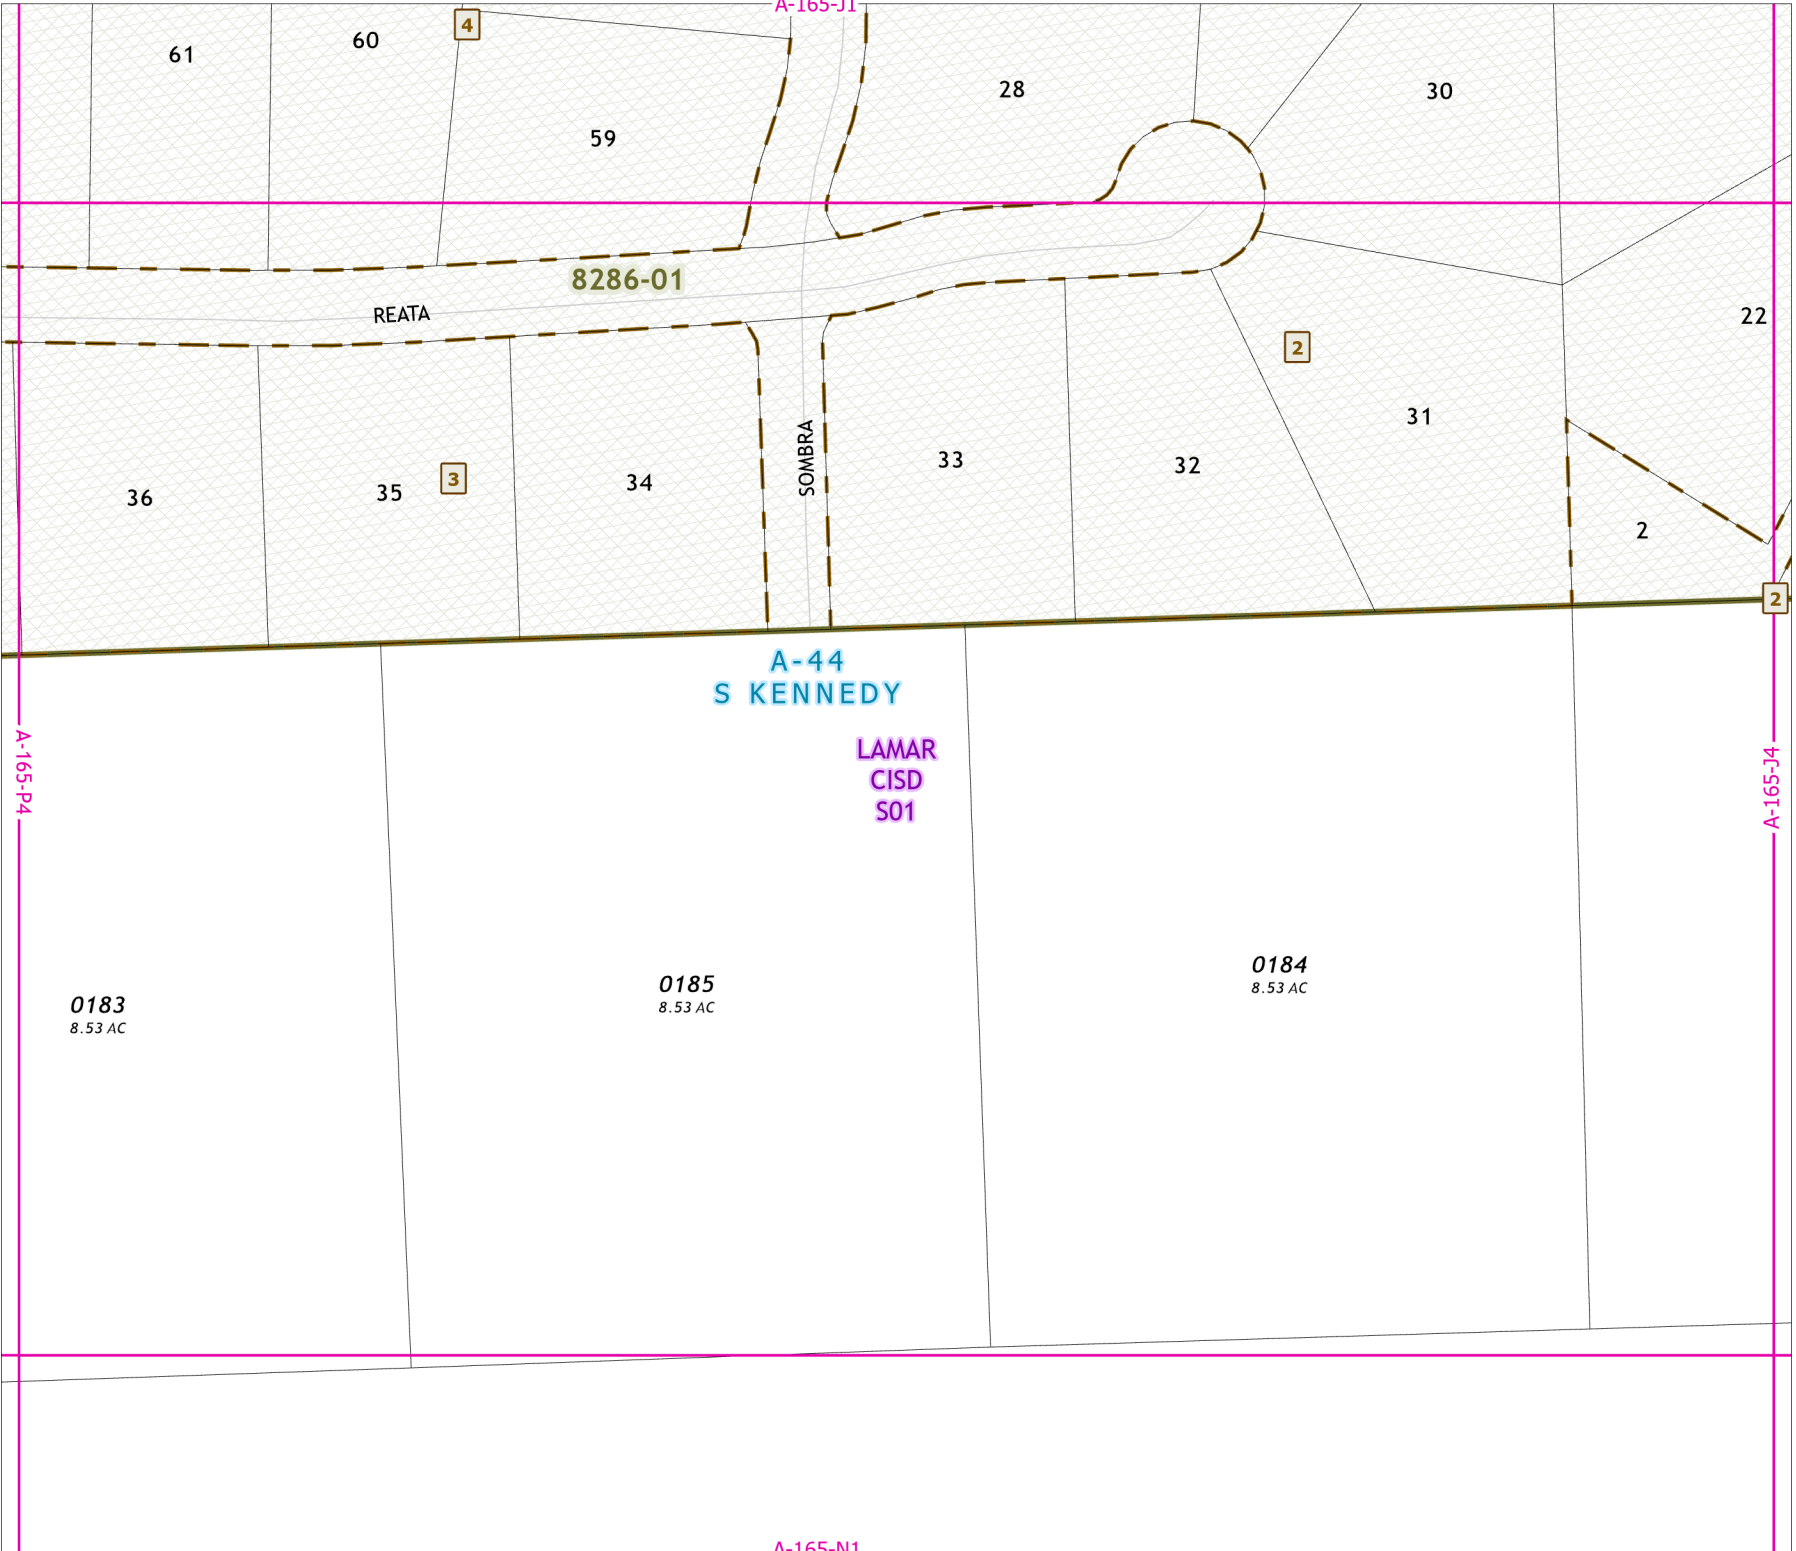 A-165-J1
4
61
60
28
30
59
8286-01
REATA
22
2
31
SOMBRA
33
32
3
34
35
36
2
2
A-44
S KENNEDY
LAMAR
CISD
S01
A-165-P4
A-165-J4
0184
8.53 AC
0185
8.53 AC
0183
8.53 AC
A-165-N1